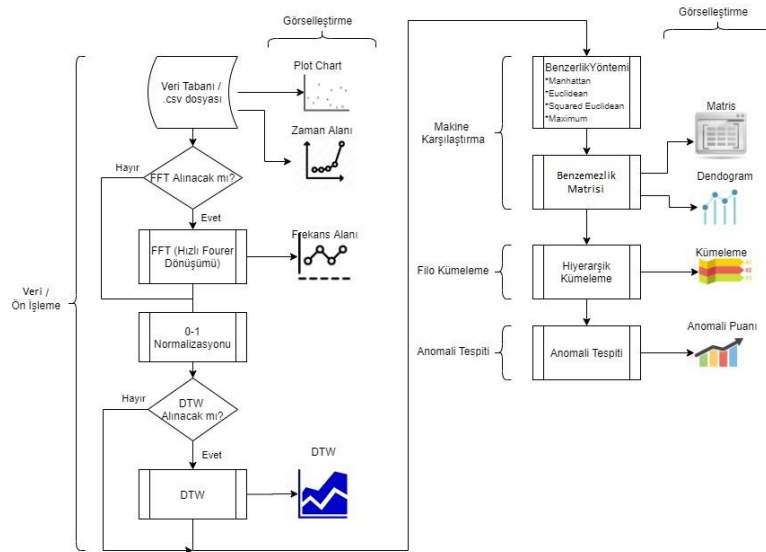 Görselleştirme
Veri Tabanı /
.csv dosyası
Plot Chart
Zaman Alanı
Hayır
FFT Alınacak mı?
Evet
FFT (Hızlı Fourer
Dönüşümü)
Frekans Alanı
Veri /
Ön İşleme
0-1
Normalizasyonu
Hayır
DTW
Alınacak mı?
Evet
DTW
DTW
Görselleştirme
BenzerlikYöntemi
*Manhattan
*Euclidean
*Squared Euclidean
*Maximum
Makine
Karşılaştırma
Matris
Benzemezlik
Matrisi
Dendogram
Filo Kümeleme
Hiyerarşik
Kümeleme
Kümeleme
01
02
03
Anomali Tespiti
Anomali Tespiti
Anomali Puanı